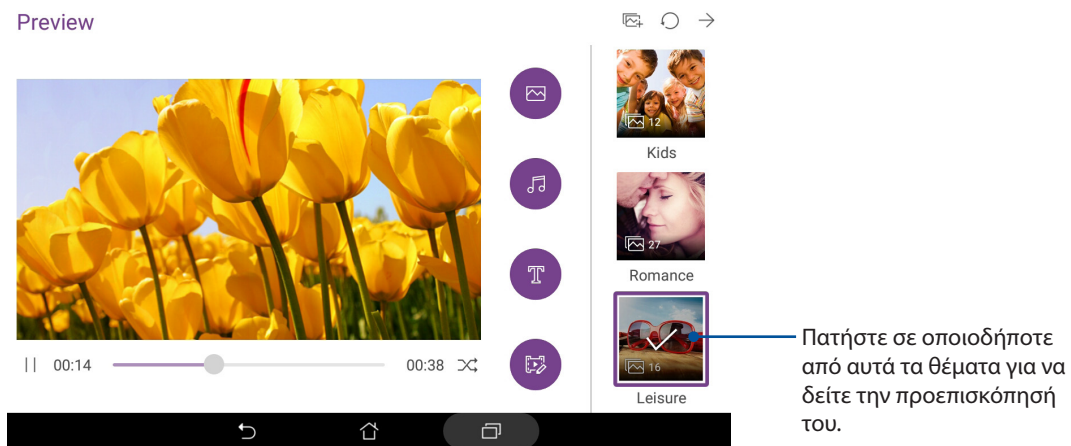 Preview
12
Kids
27
Romance
16
Leisure
00:14
00:38
Πατήστε σε οποιοδήποτε
από αυτά τα θέματα για να
δείτε την προεπισκόπησή
του.